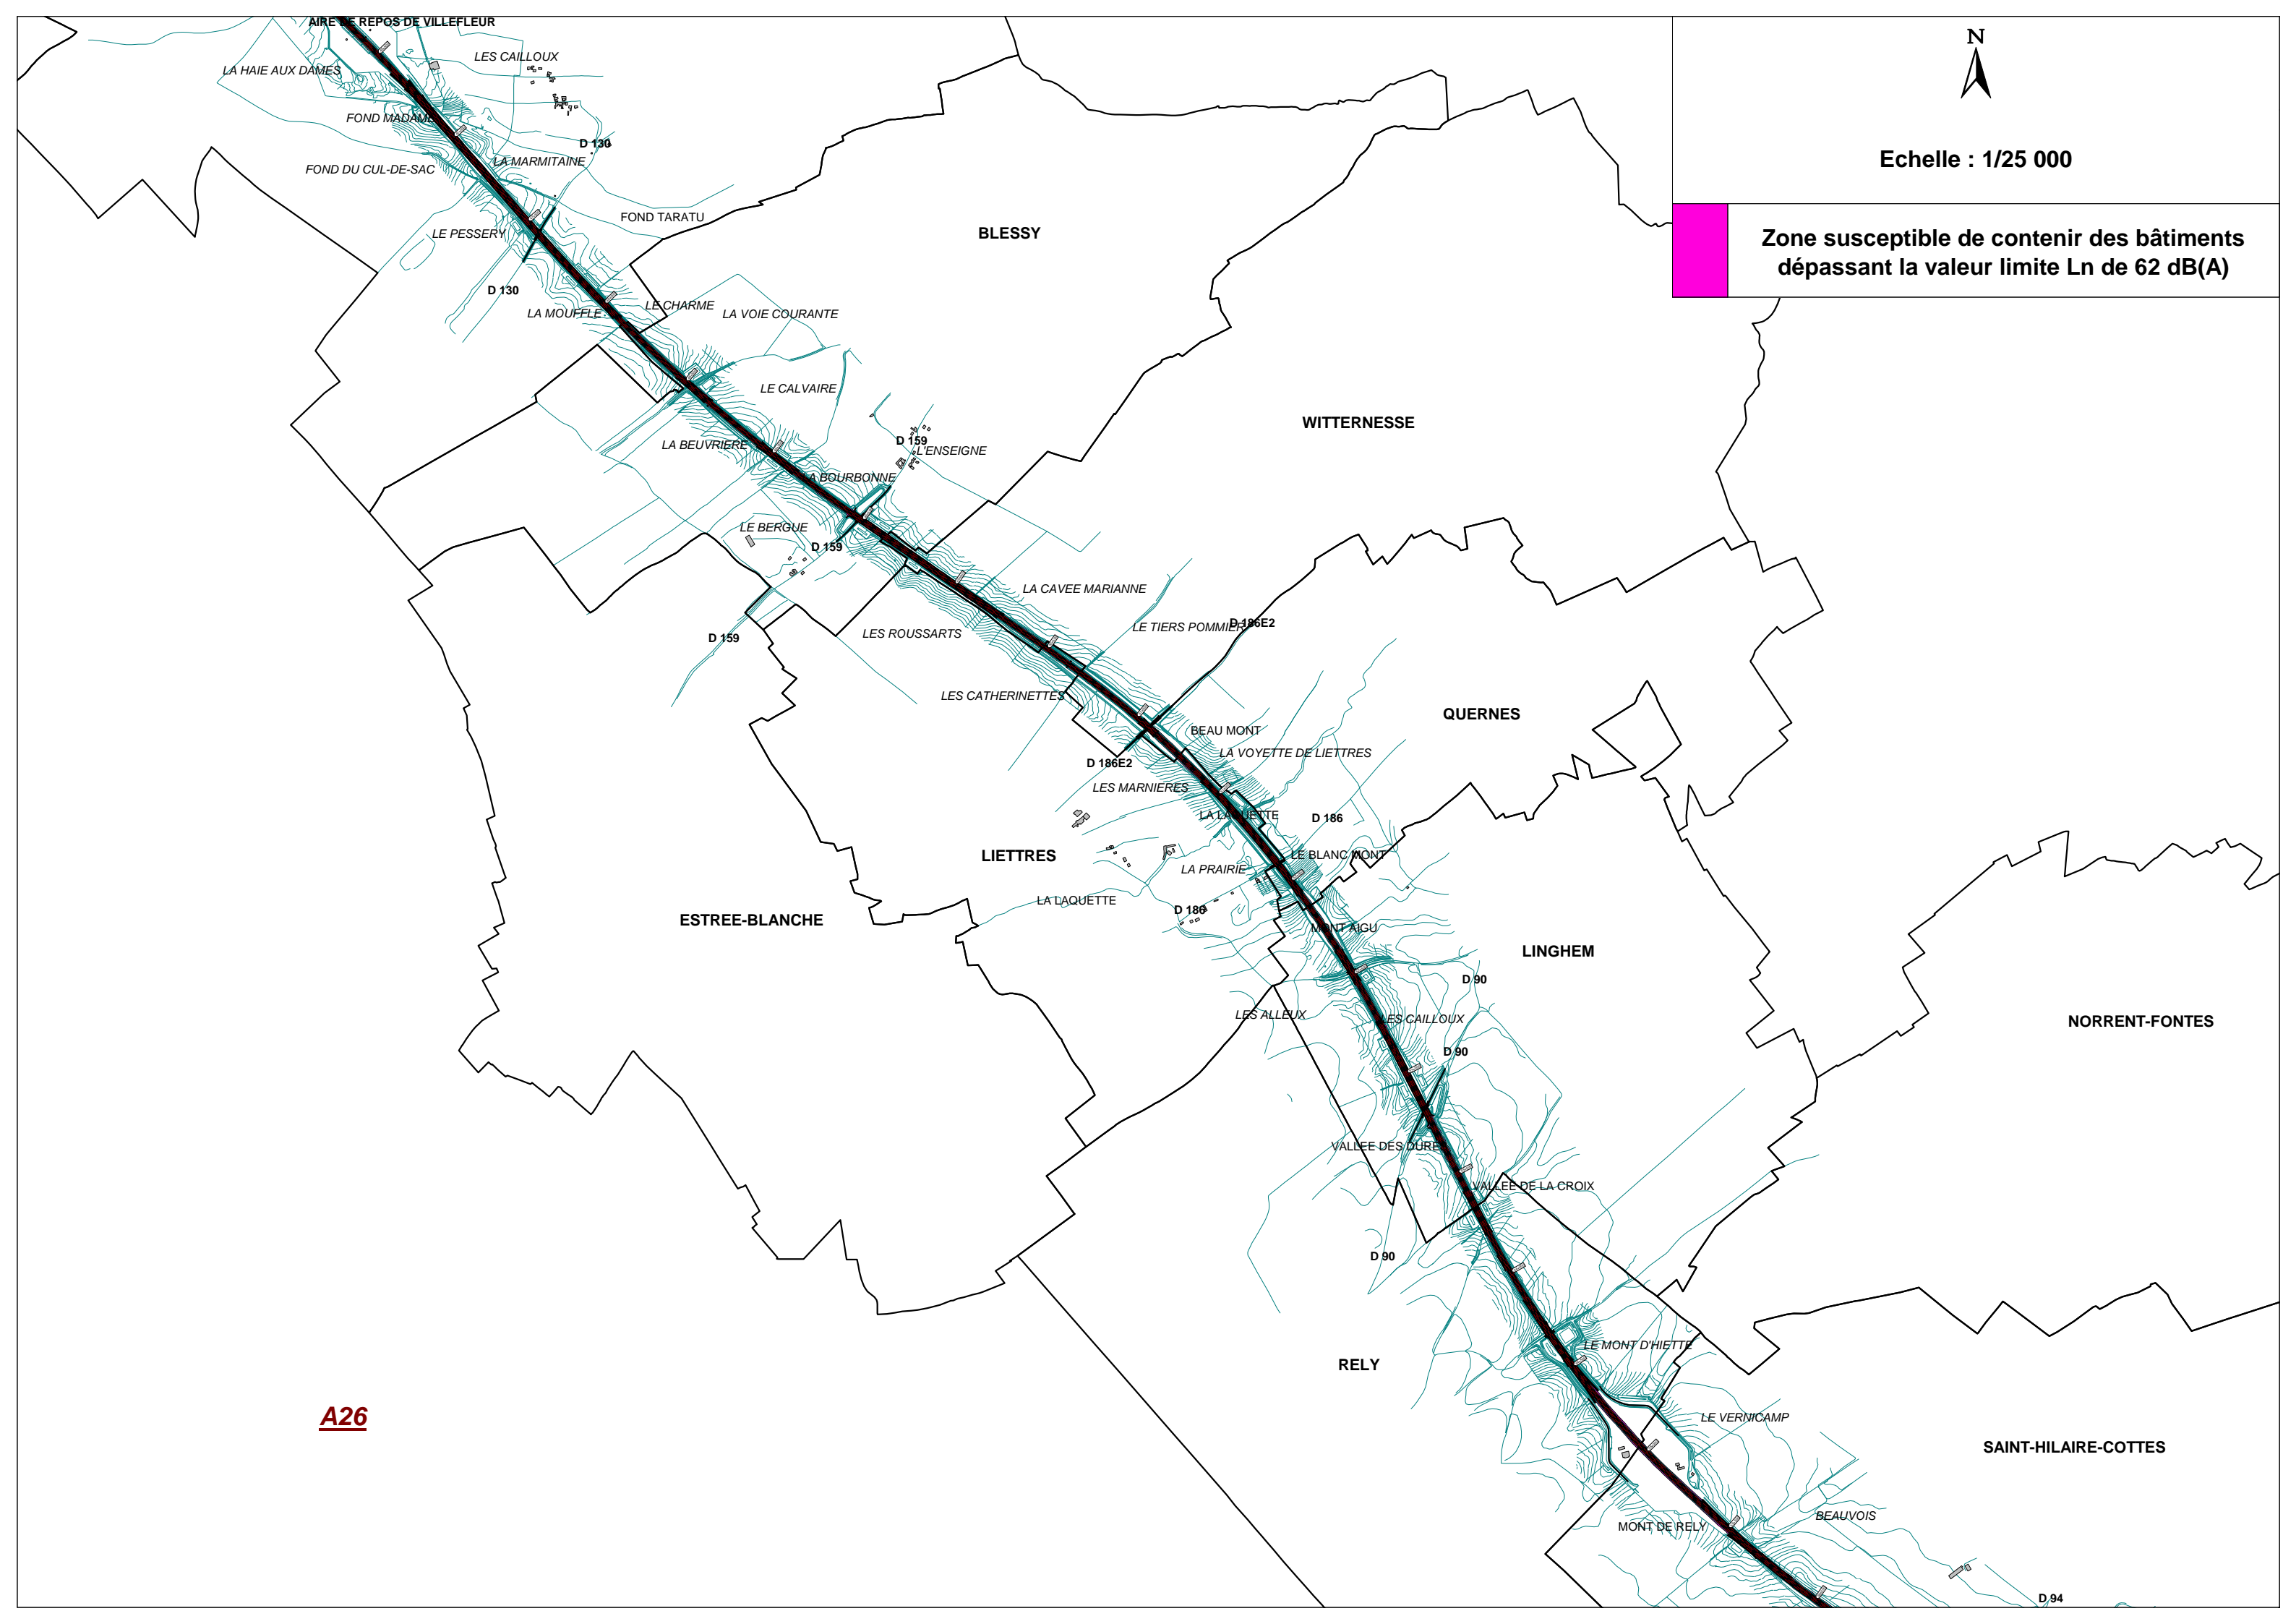 AIRE DE REPOS DE VILLEFLEUR
N
LES CAILLOUX
LA HAIE AUX DAMES
FOND MADAME
D 130
Echelle : 1/25 000
LA MARMITAINE
FOND DU CUL-DE-SAC
FOND TARATU
LE PESSERY
BLESSY
Zone susceptible de contenir des bâtiments
dépassant la valeur limite Ln de 62 dB(A)
D 130
LE CHARME
LA MOUFFLE
LA VOIE COURANTE
LE CALVAIRE
WITTERNESSE
D 159
LA BEUVRIERE
L'ENSEIGNE
LA BOURBONNE
LE BERGUE
D 159
LA CAVEE MARIANNE
D 186E2
LE TIERS POMMIER
LES ROUSSARTS
D 159
LES CATHERINETTES
QUERNES
BEAU MONT
LA VOYETTE DE LIETTRES
D 186E2
LES MARNIERES
LA LAQUETTE
D 186
LIETTRES
LE BLANC MONT
LA PRAIRIE
LA LAQUETTE
D 186
ESTREE-BLANCHE
MONT AIGU
LINGHEM
D 90
LES ALLEUX
LES CAILLOUX
NORRENT-FONTES
D 90
VALLEE DES DURES
VALLEE DE LA CROIX
D 90
LE MONT D'HIETTE
RELY
A26
LE VERNICAMP
SAINT-HILAIRE-COTTES
BEAUVOIS
MONT DE RELY
D 94